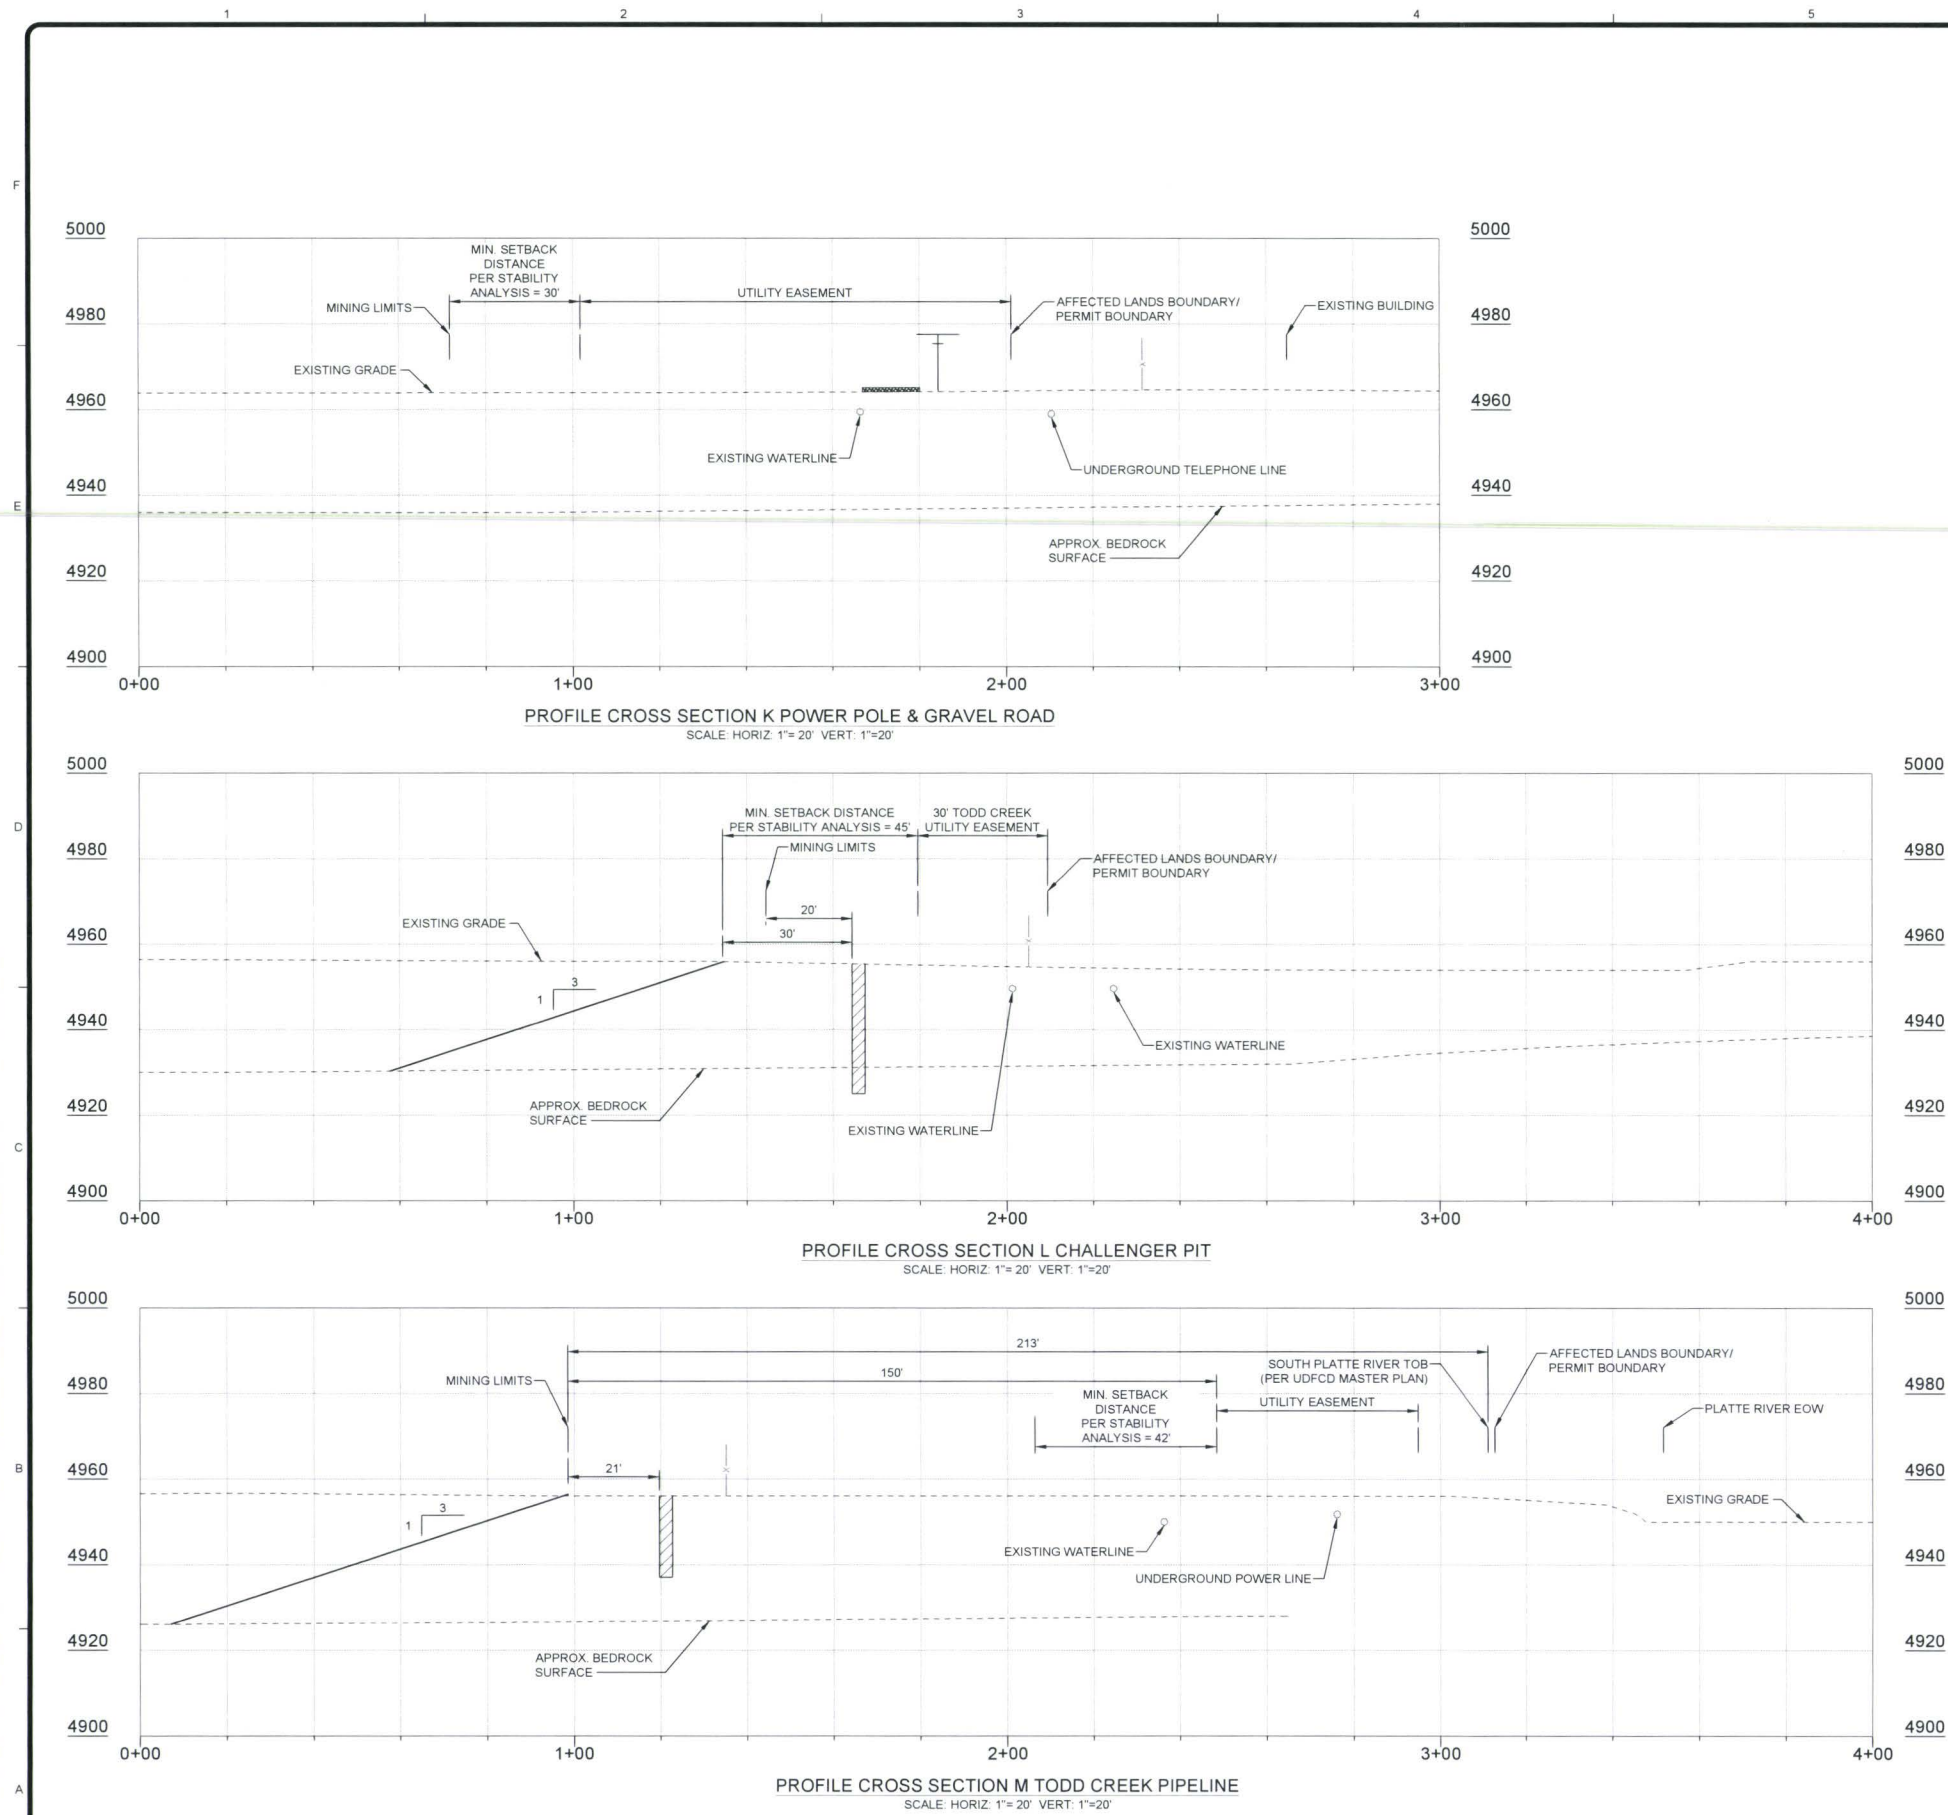 1 2 3 4 5
F
E
D
C
B
A
5000 5000
MIN. SETBACK
DISTANCE
PER STABILITY
ANALYSIS = 30'
UTILITY EASEMENT
MINING LIMITS
AFFECTED LANDS BOUNDARY/
PERMIT BOUNDARY
EXISTING BUILDING
4980 4980
EXISTING GRADE
4960 4960
EXISTING WATERLINE
UNDERGROUND TELEPHONE LINE
4940 4940
APPROX. BEDROCK
SURFACE
4920 4920
4900 4900
0+00 1+00 2+00 3+00
PROFILE CROSS SECTION K POWER POLE & GRAVEL ROAD
SCALE: HORIZ: 1"= 20' VERT: 1"=20'
5000 5000
MIN. SETBACK DISTANCE
PER STABILITY ANALYSIS = 45'
30' TODD CREEK
UTILITY EASEMENT
MINING LIMITS
AFFECTED LANDS BOUNDARY/
PERMIT BOUNDARY
4980 4980
20'
EXISTING GRADE
30'
4960 4960
3
1
4940 4940
EXISTING WATERLINE
APPROX. BEDROCK
SURFACE
4920 4920
EXISTING WATERLINE
4900 4900
0+00 1+00 2+00 3+00 4+00
PROFILE CROSS SECTION L CHALLENGER PIT
SCALE: HORIZ: 1"= 20' VERT: 1"=20'
5000 5000
213'
150'
MINING LIMITS
SOUTH PLATTE RIVER TOB
(PER UDFCD MASTER PLAN)
AFFECTED LANDS BOUNDARY/
PERMIT BOUNDARY
4980 4980
MIN. SETBACK
DISTANCE
PER STABILITY
ANALYSIS = 42'
UTILITY EASEMENT
PLATTE RIVER EOW
21'
4960 4960
3
1
EXISTING GRADE
4940 4940
EXISTING WATERLINE
UNDERGROUND POWER LINE
4920 4920
APPROX. BEDROCK
SURFACE
4900 4900
0+00 1+00 2+00 3+00 4+00
PROFILE CROSS SECTION M TODD CREEK PIPELINE
SCALE: HORIZ: 1"= 20' VERT: 1"=20'